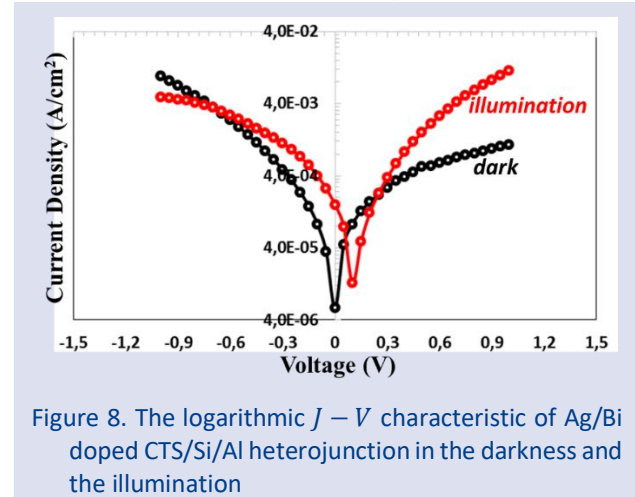 4,0E-02
4,0E-03
4,0E-04
4,0E-05
4,0E-06
Current Density (A/cm²)
illumination
dark
-1,5 -1,2 -0,9 -0,6 -0,3 0 0,3 0,6 0,9 1,2 1,5
Voltage (V)
Figure 8. The logarithmic J − V characteristic of Ag/Bi
doped CTS/Si/Al heterojunction in the darkness and
the illumination